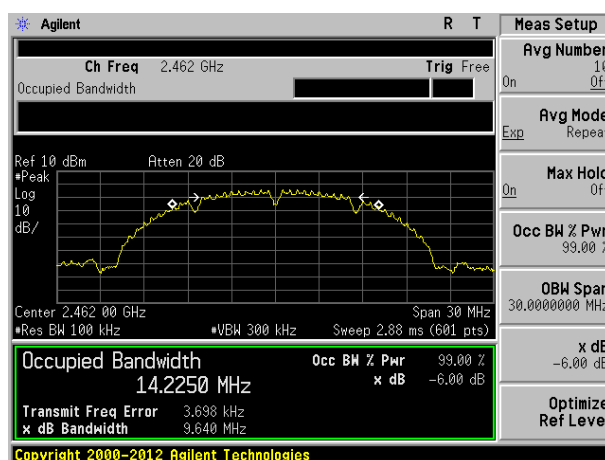 Agilent R T Meas Setup
Avg Number
10
On Of
Ch Freq 2.462 GHz Trig Free
Occupied Bandwidth
Avg Mode
Exp Repea
Ref 10 dBm Atten 20 dB
#Peak
Log
10
dB/
Max Hold
On Of
Occ BW % Pwr
99.00 %
OBW Span
30.0000000 MHz
Center 2.462 00 GHz Span 30 MHz
#Res BW 100 kHz #VBW 300 kHz Sweep 2.88 ms (601 pts)
x dB
-6.00 dB
Occupied Bandwidth Occ BW % Pwr 99.00 %
14.2250 MHz x dB -6.00 dB
Transmit Freq Error 3.698 kHz
x dB Bandwidth 9.640 MHz
Optimize
Ref Leve
Copyright 2000-2012 Agilent Technologies